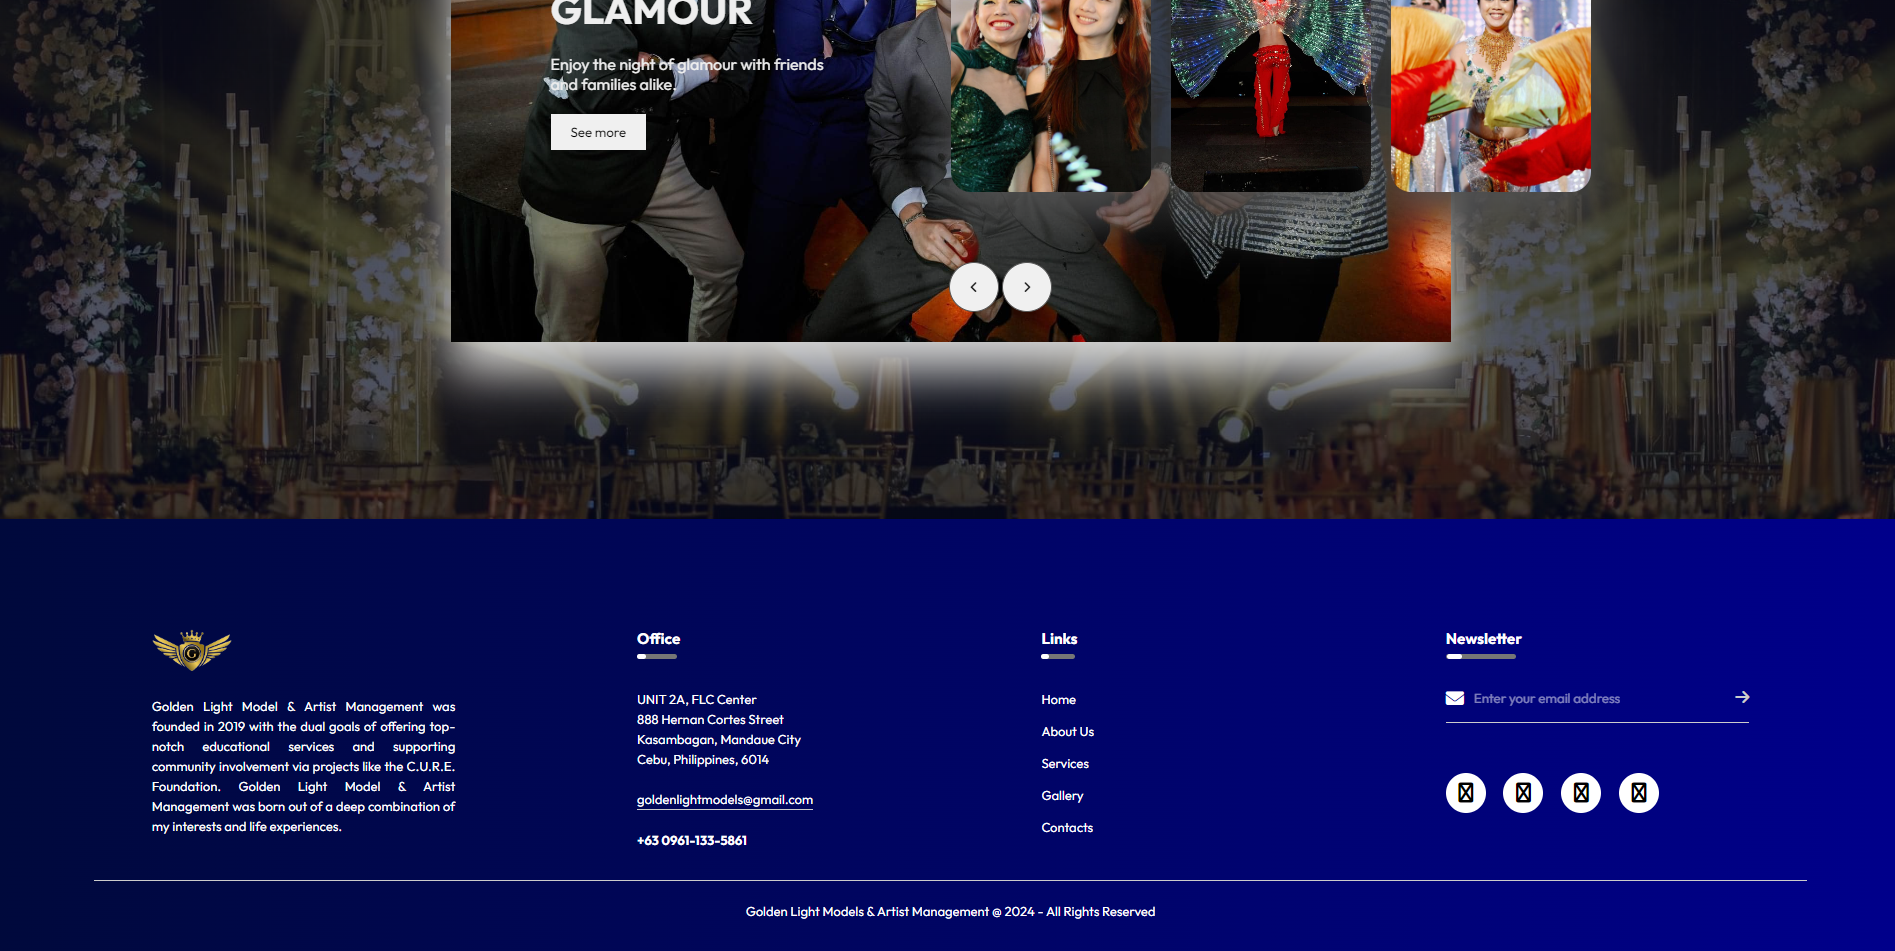 GLAMOUR
Enjoy the night of glamour with friends
and families alike.
See more
G
Golden Light Model & Artist Management was
founded in 2019 with the dual goals of offering top-
notch educational services and supporting
community involvement via projects like the C.U.R.E.
Foundation. Golden Light Model & Artist
Management was born out of a deep combination of
my interests and life experiences.
Office
UNIT 2A, FLC Center
888 Hernan Cortes Street
Kasambagan, Mandaue City
Cebu, Philippines, 6014
goldenlightmodels@gmail.com
+63 0961-133-5861
Links
Home
About Us
Services
Gallery
Contacts
Newsletter
Enter your email address
Golden Light Models & Artist Management @ 2024 - All Rights Reserved